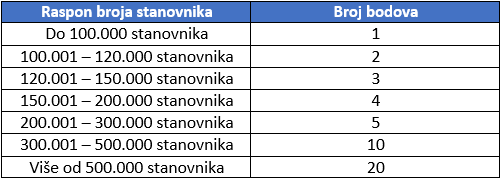 Raspon broja stanovnika Broj bodova
Do 100.000 stanovnika 1
100.001 – 120.000 stanovnika 2
120.001 – 150.000 stanovnika 3
150.001 – 200.000 stanovnika 4
200.001 – 300.000 stanovnika 5
300.001 – 500.000 stanovnika 10
Više od 500.000 stanovnika 20